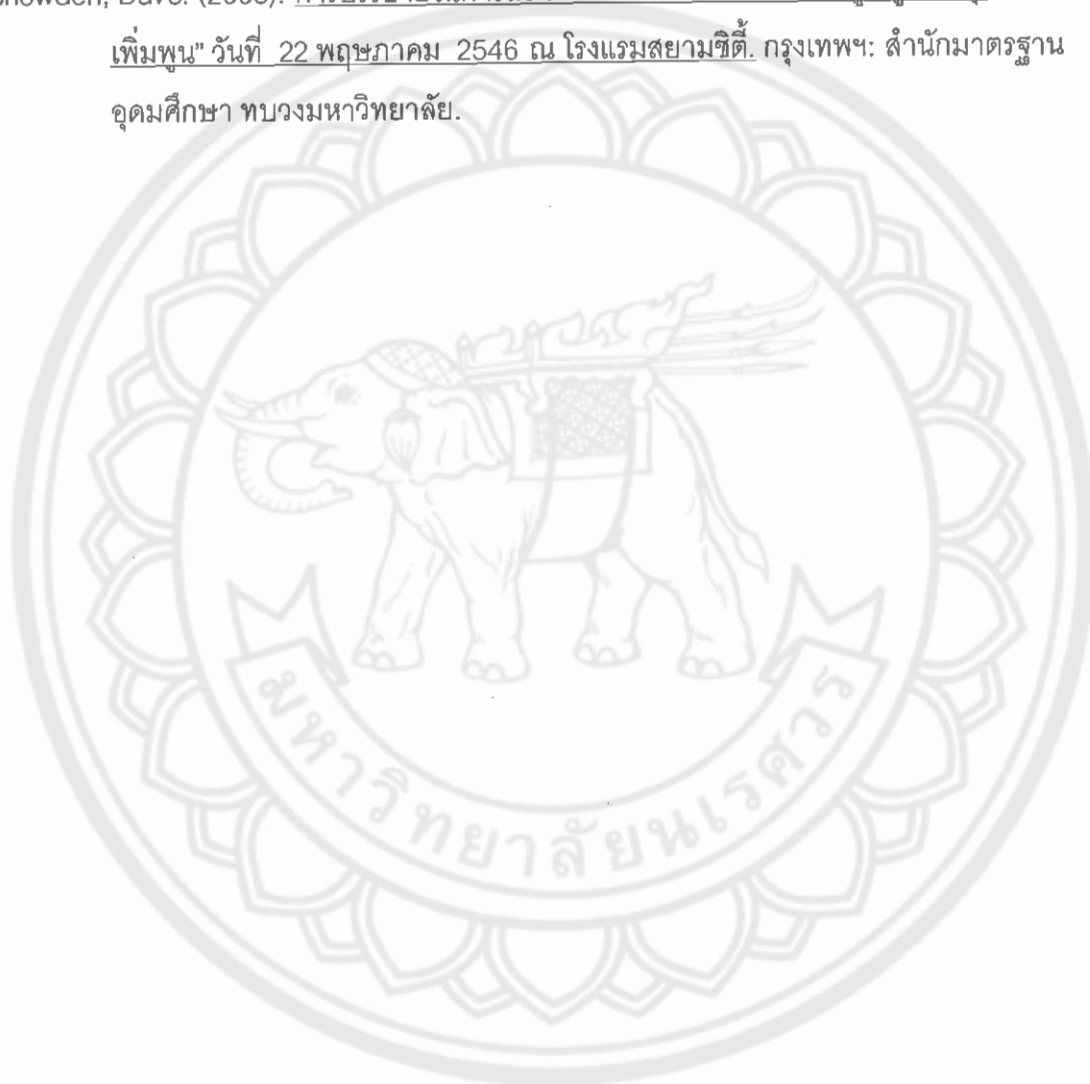 เพิ่มพูน" วันที่ 22 พฤษภาคม 2546 ณ โรงแรมสยามซิตี้. กรุงเทพฯ: สำนักมาตรฐาน
อุดมศึกษา ทบวงมหาวิทยาลัย.
มหาวิทยาลัยนเรศวร